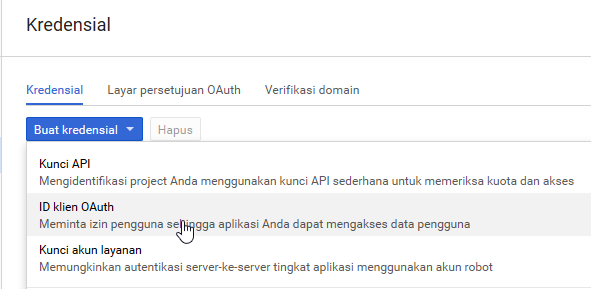 Kredensial
Kredensial Layar persetujuan OAuth Verifikasi domain
Buat kredensial Hapus
Kunci API
Mengidentifikasi project Anda menggunakan kunci API sederhana untuk memeriksa kuota dan akses
ID klien OAuth
Meminta izin pengguna sehingga aplikasi Anda dapat mengakses data pengguna
Kunci akun layanan
Memungkinkan autentikasi server-ke-server tingkat aplikasi menggunakan akun robot